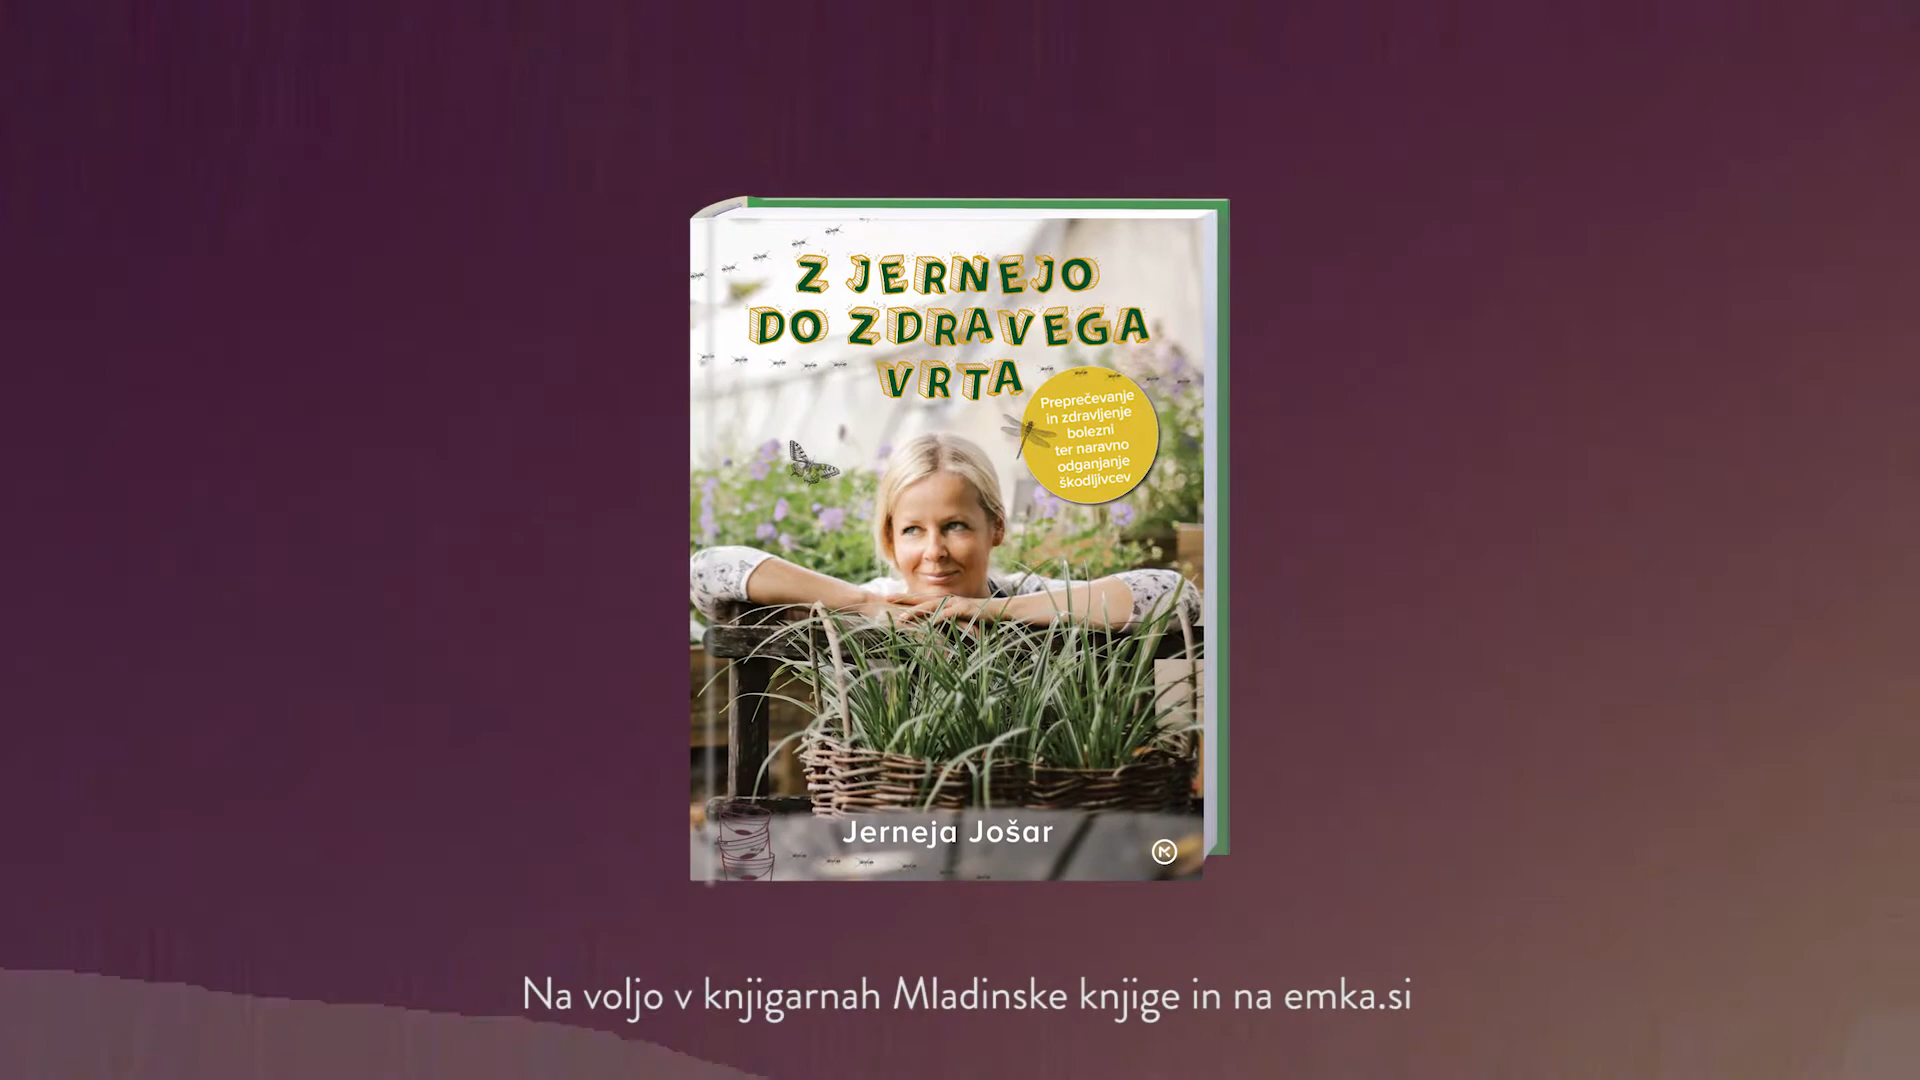 Z JERNEJO
DO ZDRAVEGA
VRTA
Preprečevanje
in zdravljenje
bolezni
ter naravno
odganjanje
škodljivcev
Jerneja Jošar
Na voljo v knjigarnah Mladinske knjige in na emka.si